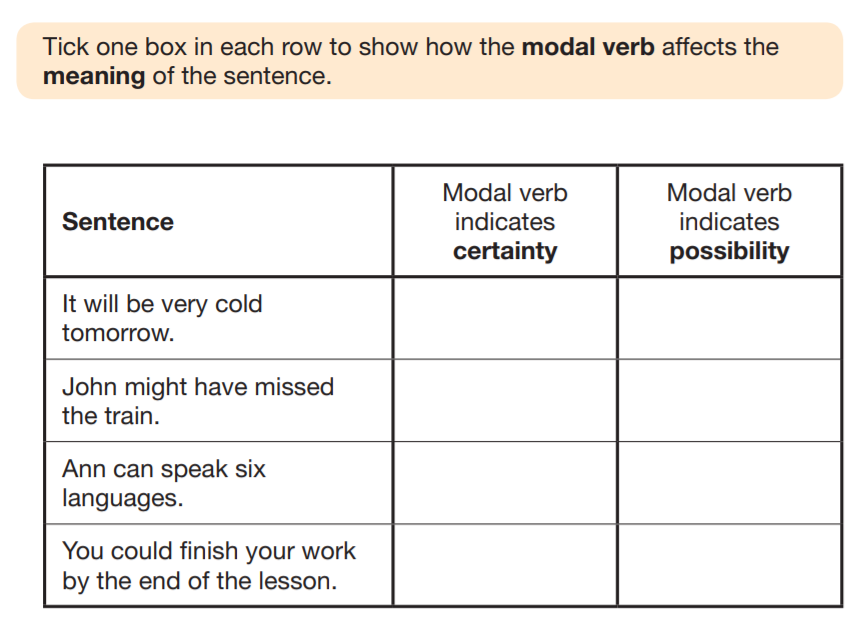 Tick one box in each row to show how the modal verb affects the
meaning of the sentence.
Sentence
Modal verb
indicates
certainty
Modal verb
indicates
possibility
It will be very cold
tomorrow.
John might have missed
the train.
Ann can speak six
languages.
You could finish your work
by the end of the lesson.